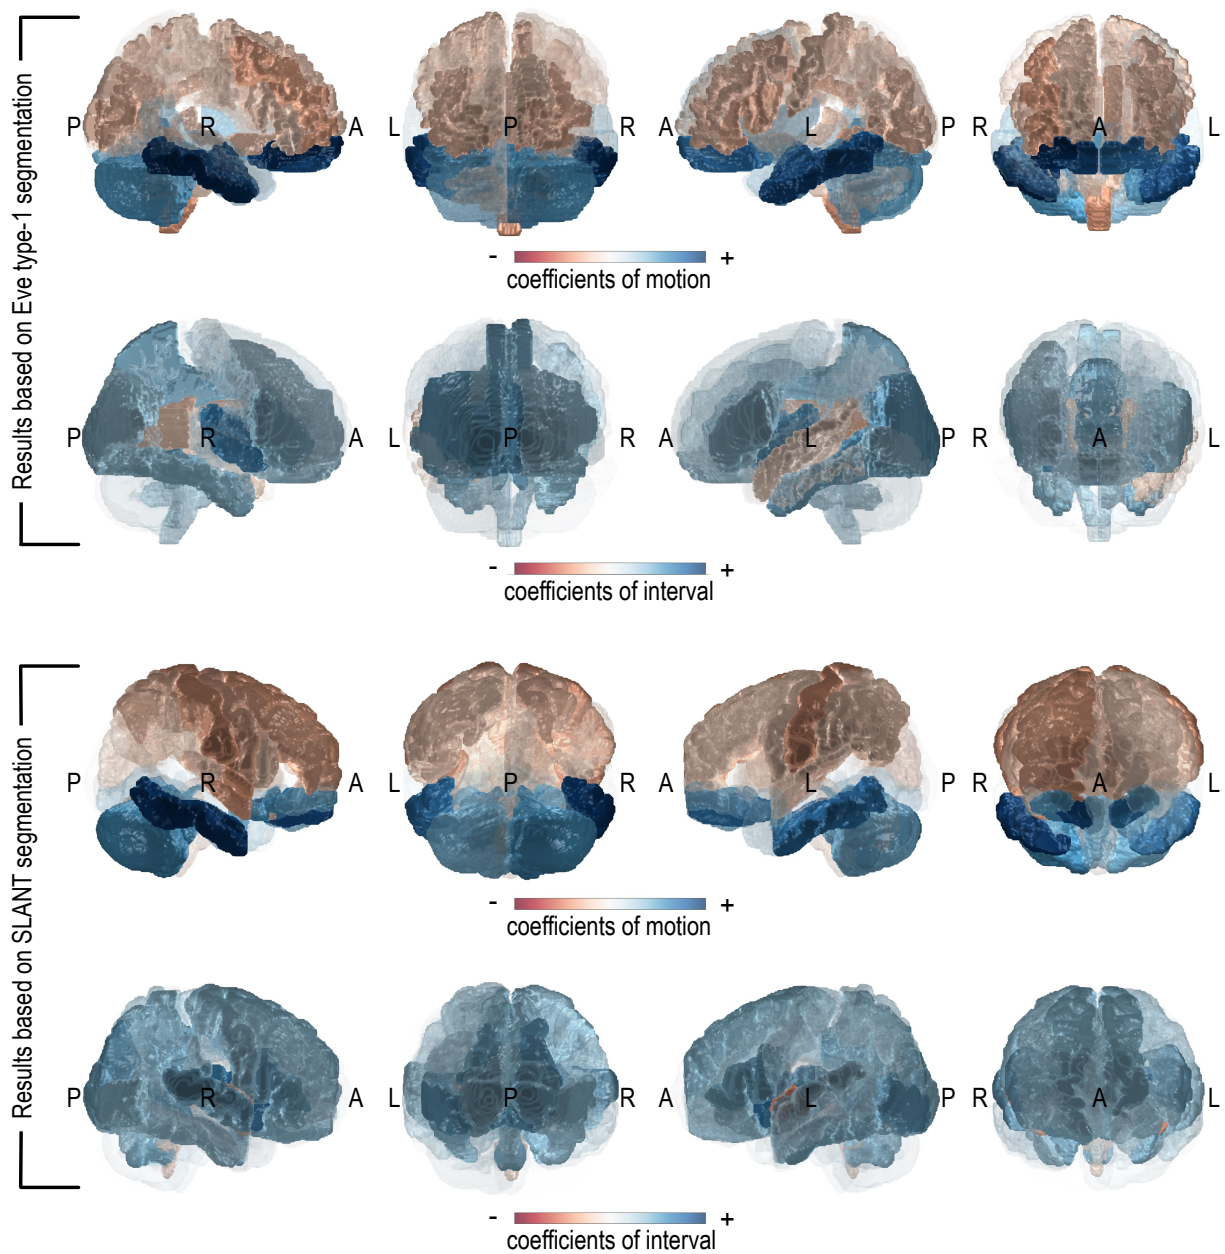 Results based on Eve type-1 segmentation
P R A L P R A L P R A L
- +
coefficients of motion
P R A L P R A L P R A L
- +
coefficients of interval
Results based on SLANT segmentation
P R A L P R A L P R A L
- +
coefficients of motion
P R A L P R A L P R A L
- +
coefficients of interval